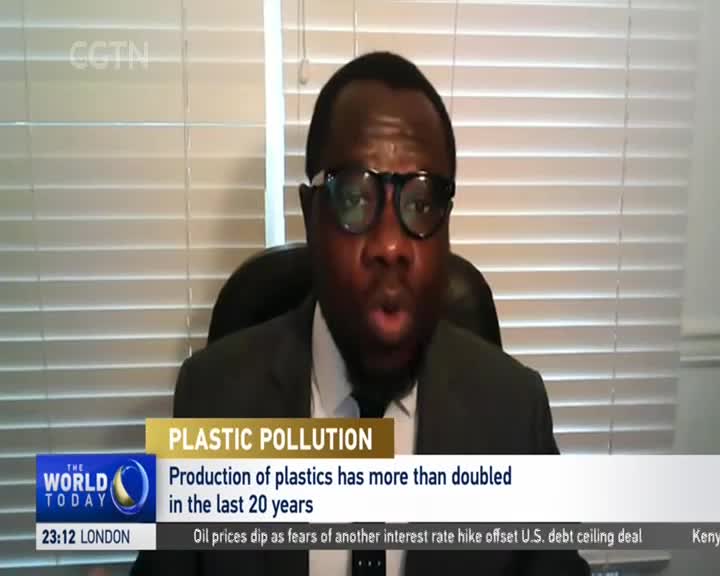 CGTN
PLASTIC POLLUTION
THE
WORLD
TODAY
Production of plastics has more than doubled
in the last 20 years
23:12 LONDON
Oil prices dip as fears of another interest rate hike offset U.S. debt ceiling deal
Keny